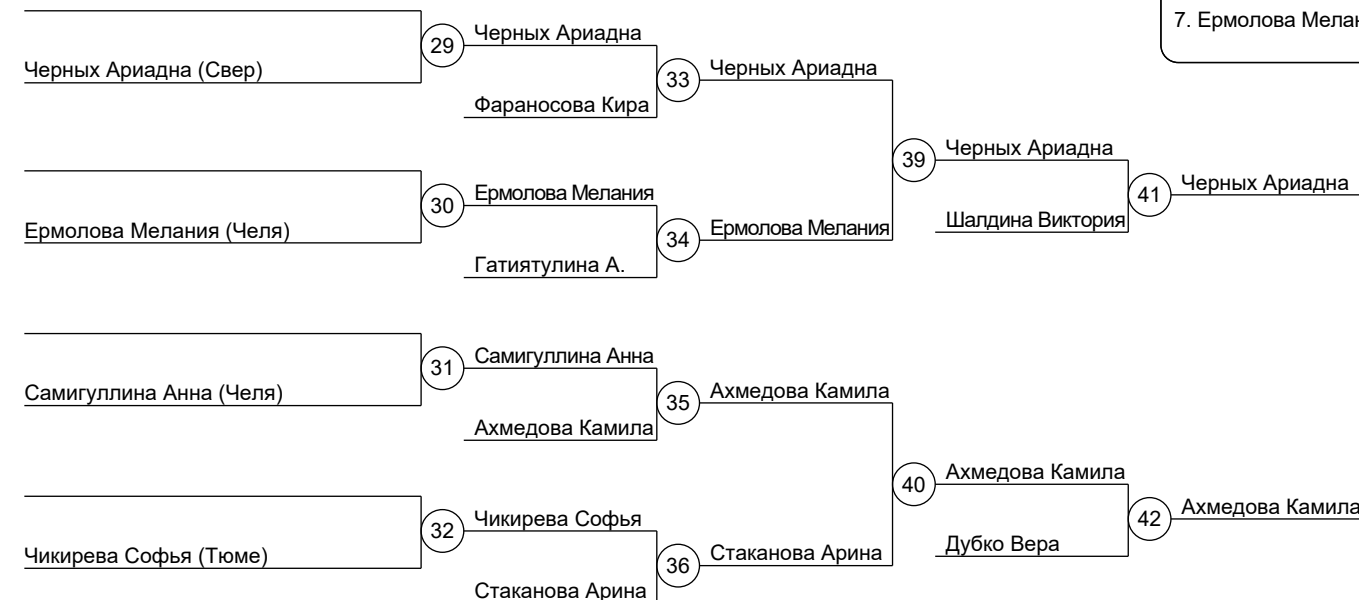 7. Ермолова Мелан
Черных Ариадна (Свер)
29
Черных Ариадна
Фараносова Кира
33
Черных Ариадна
Ермолова Мелания (Челя)
30
Ермолова Мелания
Гатиятулина А.
34
Ермолова Мелания
39
Черных Ариадна
Шалдина Виктория
41
Черных Ариадна
Самигуллина Анна (Челя)
31
Самигуллина Анна
Ахмедова Камила
35
Ахмедова Камила
Чикирева Софья (Тюме)
32
Чикирева Софья
Стаканова Арина
36
Стаканова Арина
40
Ахмедова Камила
Дубко Вера
42
Ахмедова Камила